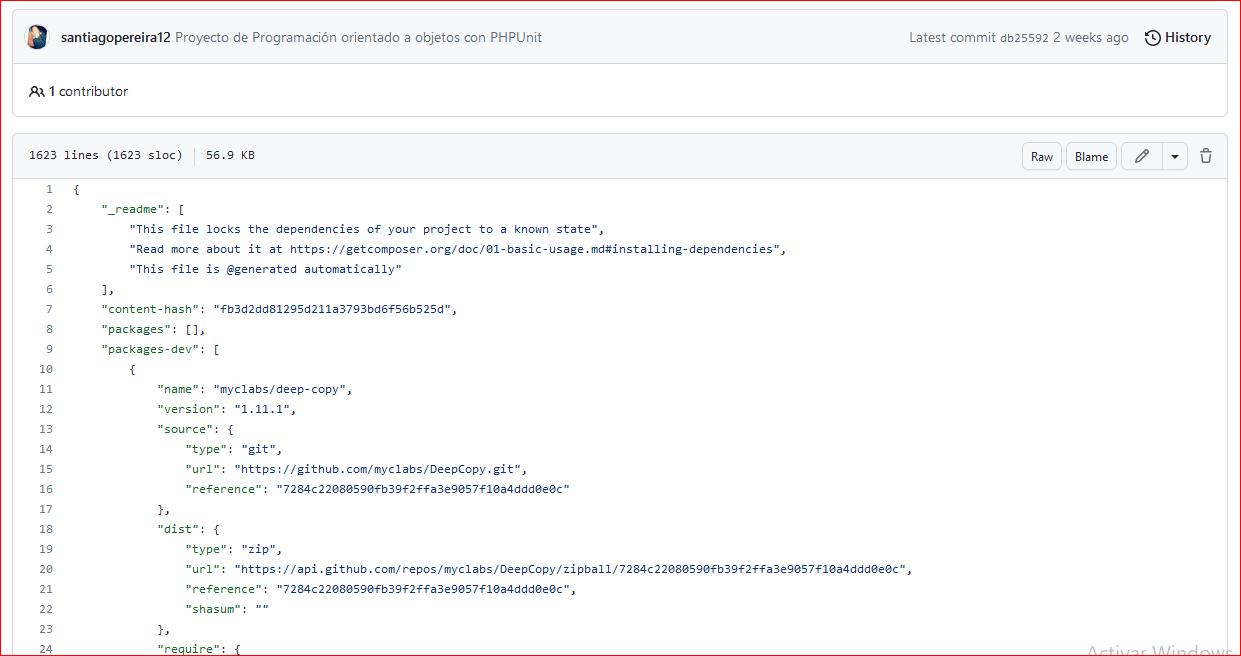 santiagopereira12 Proyecto de Programación orientado a objetos con PHPUnit Latest commit db25592 2 weeks ago History
1 contributor
1623 lines (1623 sloc) 56.9 KB Raw Blame
1 {
2 "_readme": [
3 "This file locks the dependencies of your project to a known state",
4 "Read more about it at https://getcomposer.org/doc/01-basic-usage.md#installing-dependencies",
5 "This file is @generated automatically"
6 ],
7 "content-hash": "fb3d2dd81295d211a3793bd6f56b525d",
8 "packages": [],
9 "packages-dev": [
10 {
11 "name": "myclabs/deep-copy",
12 "version": "1.11.1",
13 "source": {
14 "type": "git",
15 "url": "https://github.com/myclabs/DeepCopy.git",
16 "reference": "7284c22080590fb39f2ffa3e9057f10a4ddd0e0c"
17 },
18 "dist": {
19 "type": "zip",
20 "url": "https://api.github.com/repos/myclabs/DeepCopy/zipball/7284c22080590fb39f2ffa3e9057f10a4ddd0e0c",
21 "reference": "7284c22080590fb39f2ffa3e9057f10a4ddd0e0c",
22 "shasum": ""
23 },
24 "require": {
Activar Windows